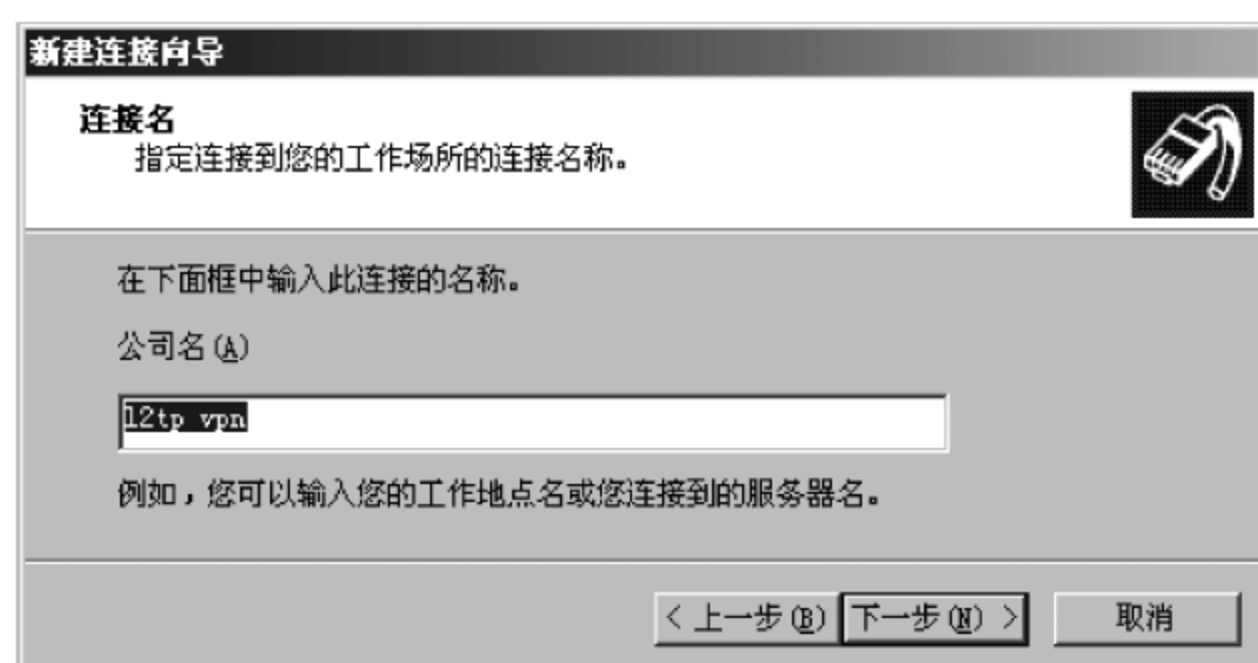 新建连接向导
连接名
指定连接到您的工作场所的连接名称。
在下面框中输入此连接的名称。
公司名(A)
l2tp vpn
例如，您可以输入您的工作地点名或您连接到的服务器名。
< 上一步(B) 下一步(N) > 取消